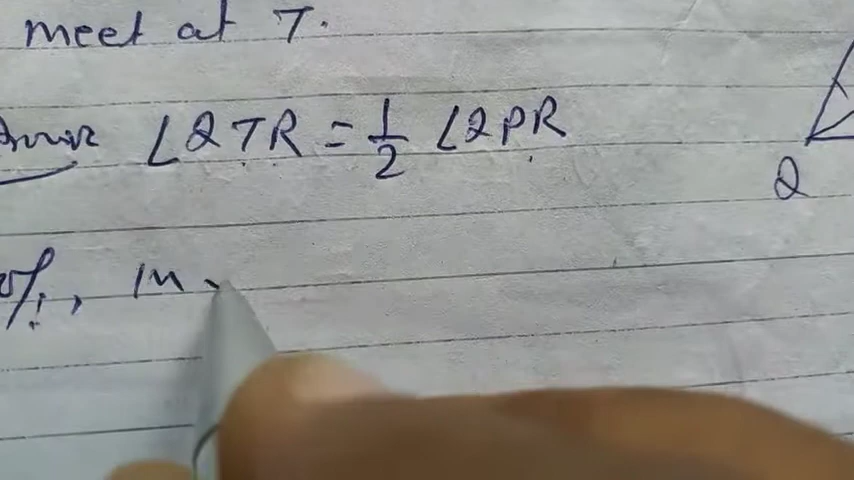 meet at T.
∠QTR = 1/2 ∠QPR
Q
In